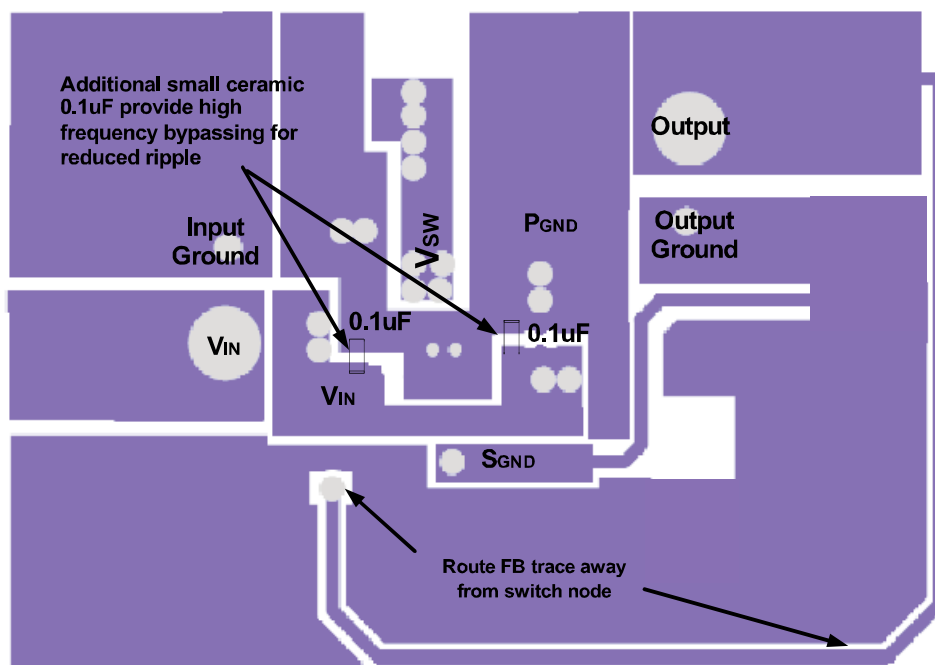 Additional small ceramic
0.1uF provide high
frequency bypassing for
reduced ripple
Output
Input
Ground
VSW
PGND
Output
Ground
0.1uF
0.1uF
VIN
VIN
SGND
Route FB trace away
from switch node